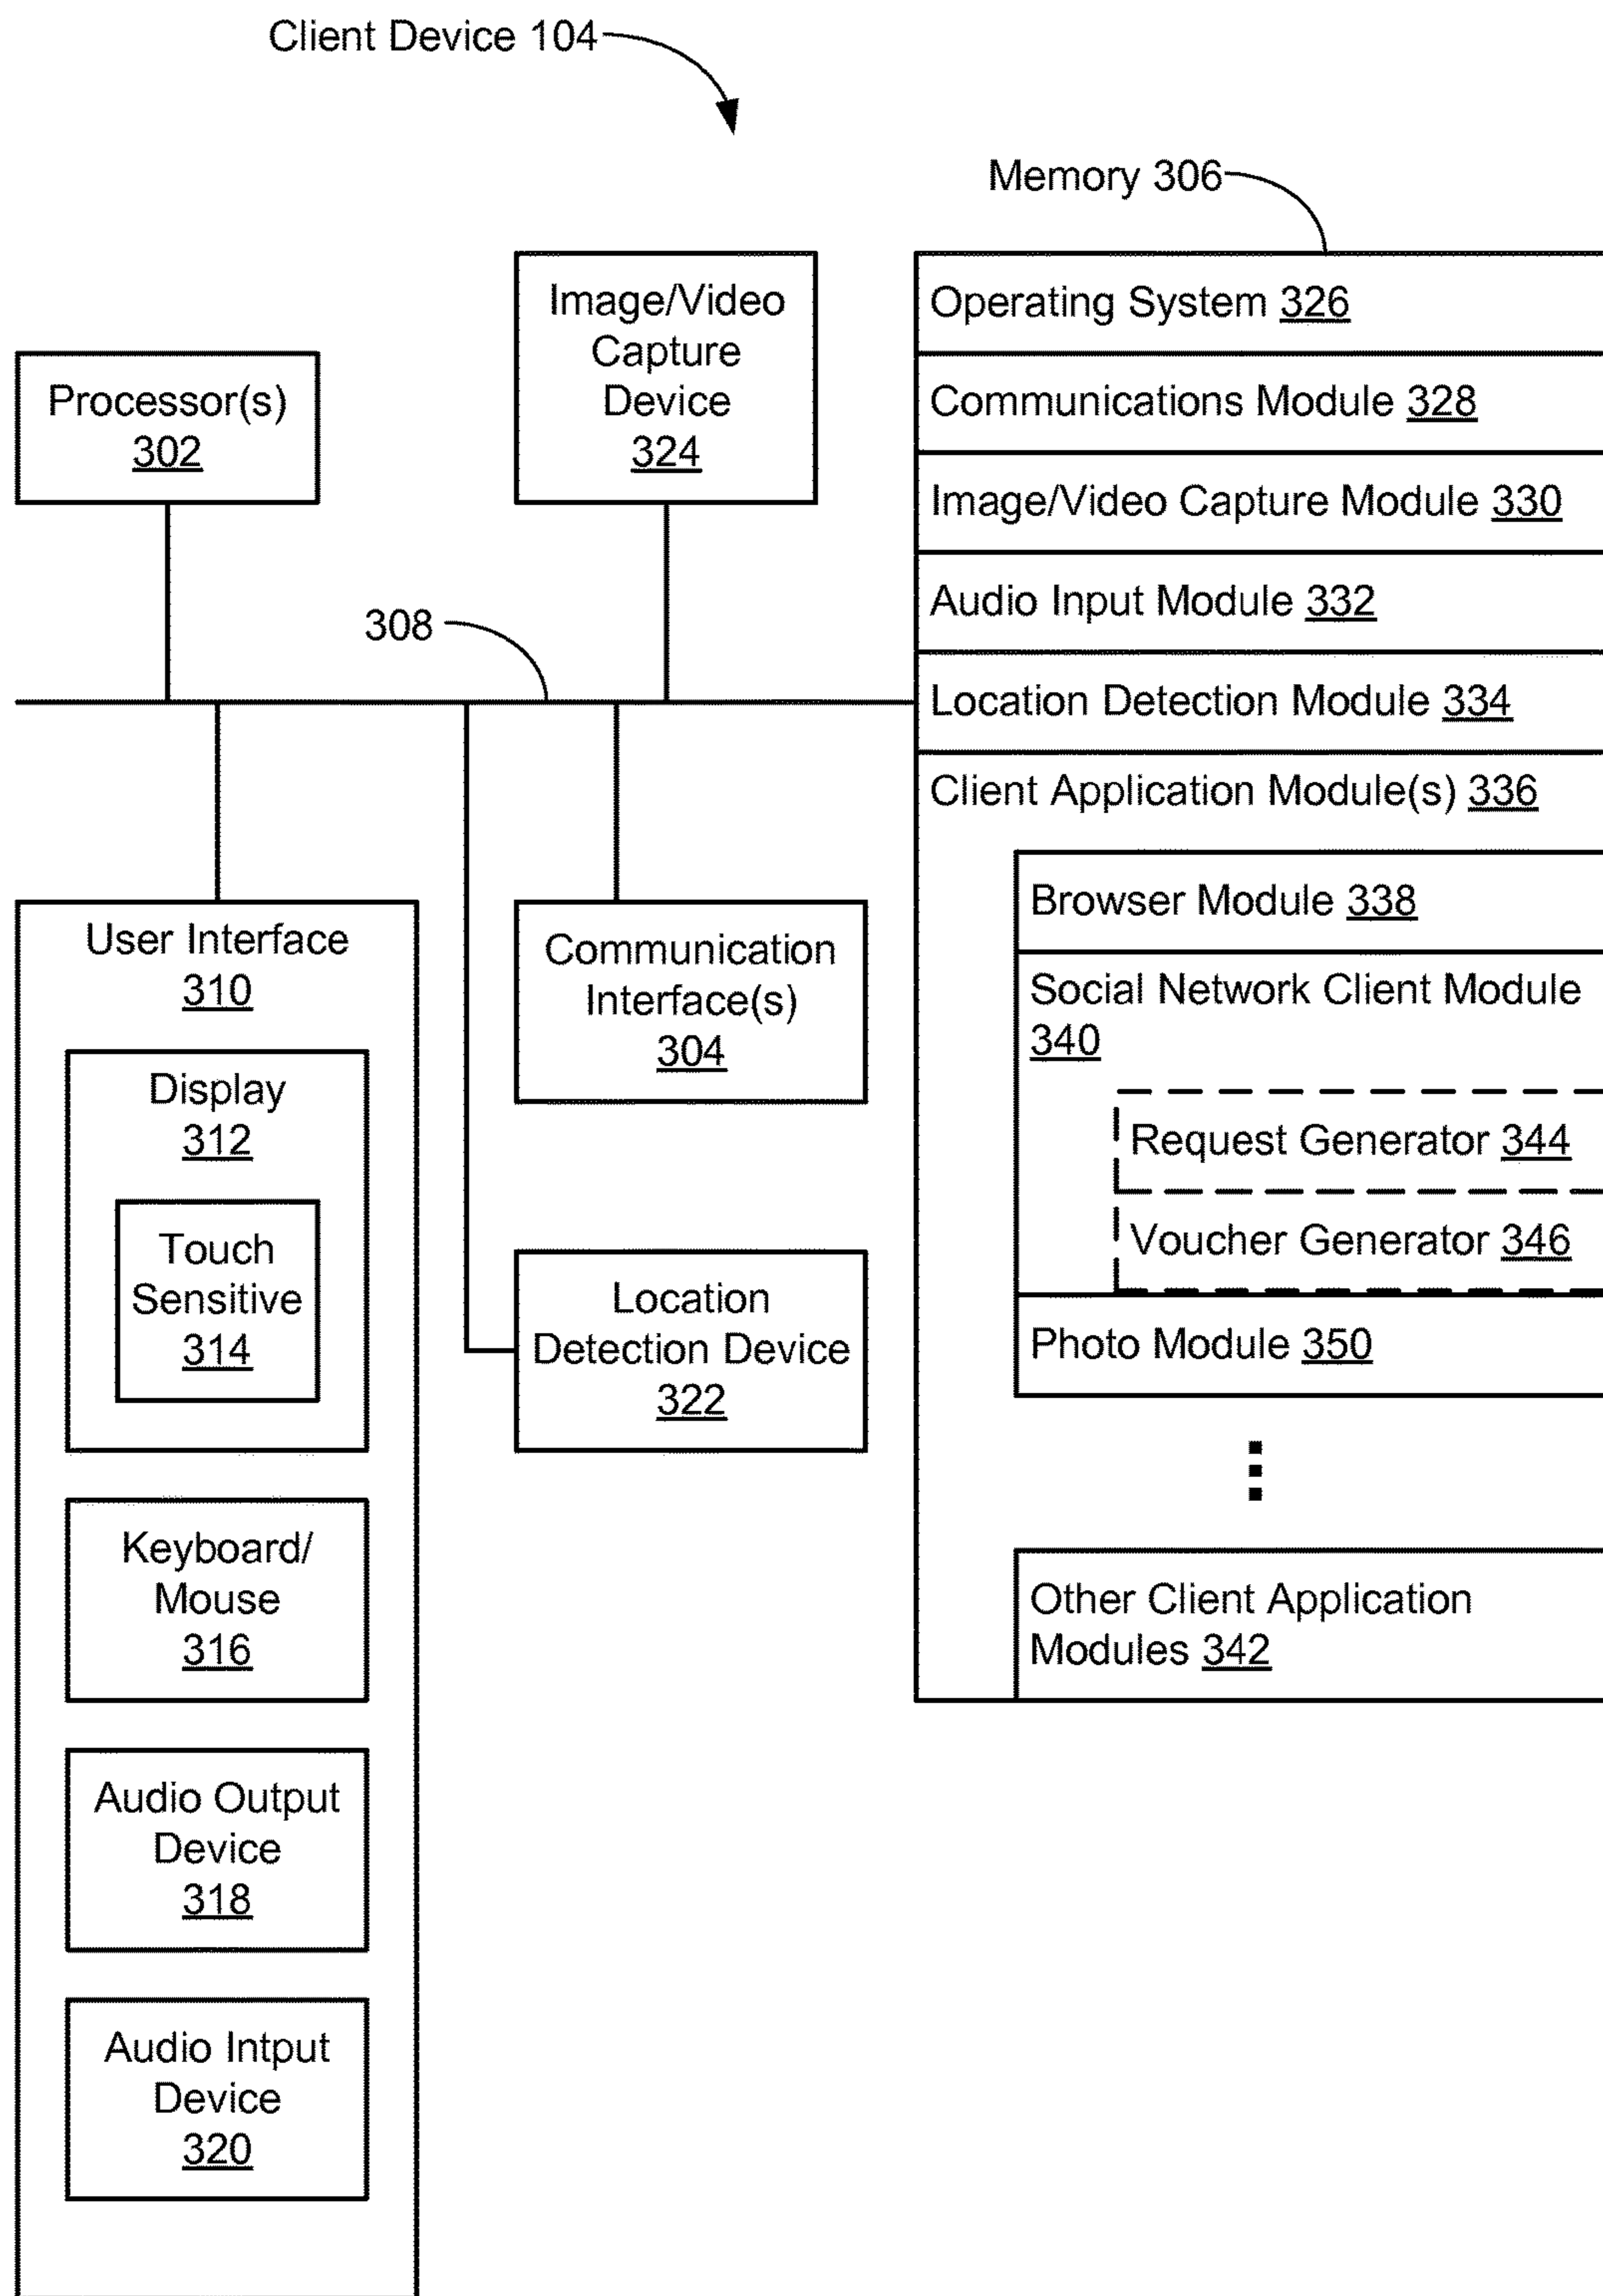 Client Device 104
Memory 306
Processor(s)
302
Image/Video
Capture
Device
324
308
User Interface
310
Display
312
Touch
Sensitive
314
Keyboard/
Mouse
316
Audio Output
Device
318
Audio Intput
Device
320
Communication
Interface(s)
304
Location
Detection Device
322
Operating System 326
Communications Module 328
Image/Video Capture Module 330
Audio Input Module 332
Location Detection Module 334
Client Application Module(s) 336
Browser Module 338
Social Network Client Module
340
Request Generator 344
Voucher Generator 346
Photo Module 350
Other Client Application
Modules 342